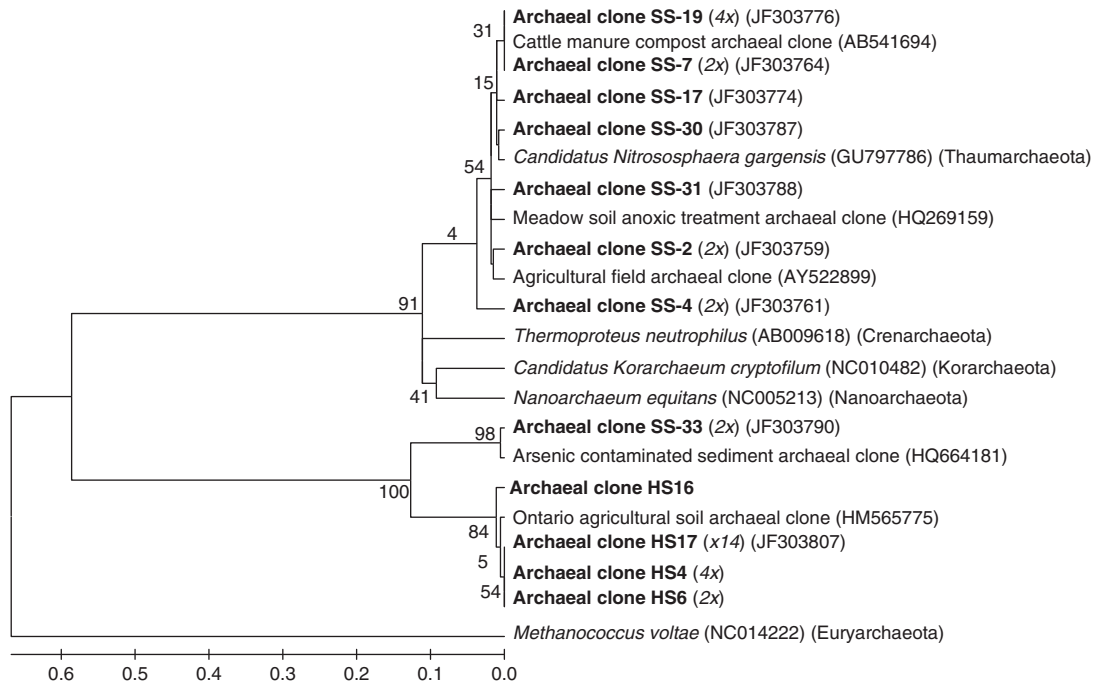 Archaeal clone SS-19 (4x) (JF303776)
31
Cattle manure compost archaeal clone (AB541694)
Archaeal clone SS-7 (2x) (JF303764)
15
Archaeal clone SS-17 (JF303774)
Archaeal clone SS-30 (JF303787)
Candidatus Nitrososphaera gargensis (GU797786) (Thaumarchaeota)
54
Archaeal clone SS-31 (JF303788)
Meadow soil anoxic treatment archaeal clone (HQ269159)
4
Archaeal clone SS-2 (2x) (JF303759)
Agricultural field archaeal clone (AY522899)
91
Archaeal clone SS-4 (2x) (JF303761)
Thermoproteus neutrophilus (AB009618) (Crenarchaeota)
Candidatus Korarchaeum cryptofilum (NC010482) (Korarchaeota)
41
Nanoarchaeum equitans (NC005213) (Nanoarchaeota)
Archaeal clone SS-33 (2x) (JF303790)
98
Arsenic contaminated sediment archaeal clone (HQ664181)
100
Archaeal clone HS16
Ontario agricultural soil archaeal clone (HM565775)
84
Archaeal clone HS17 (x14) (JF303807)
5
Archaeal clone HS4 (4x)
54
Archaeal clone HS6 (2x)
Methanococcus voltae (NC014222) (Euryarchaeota)
0.6 0.5 0.4 0.3 0.2 0.1 0.0